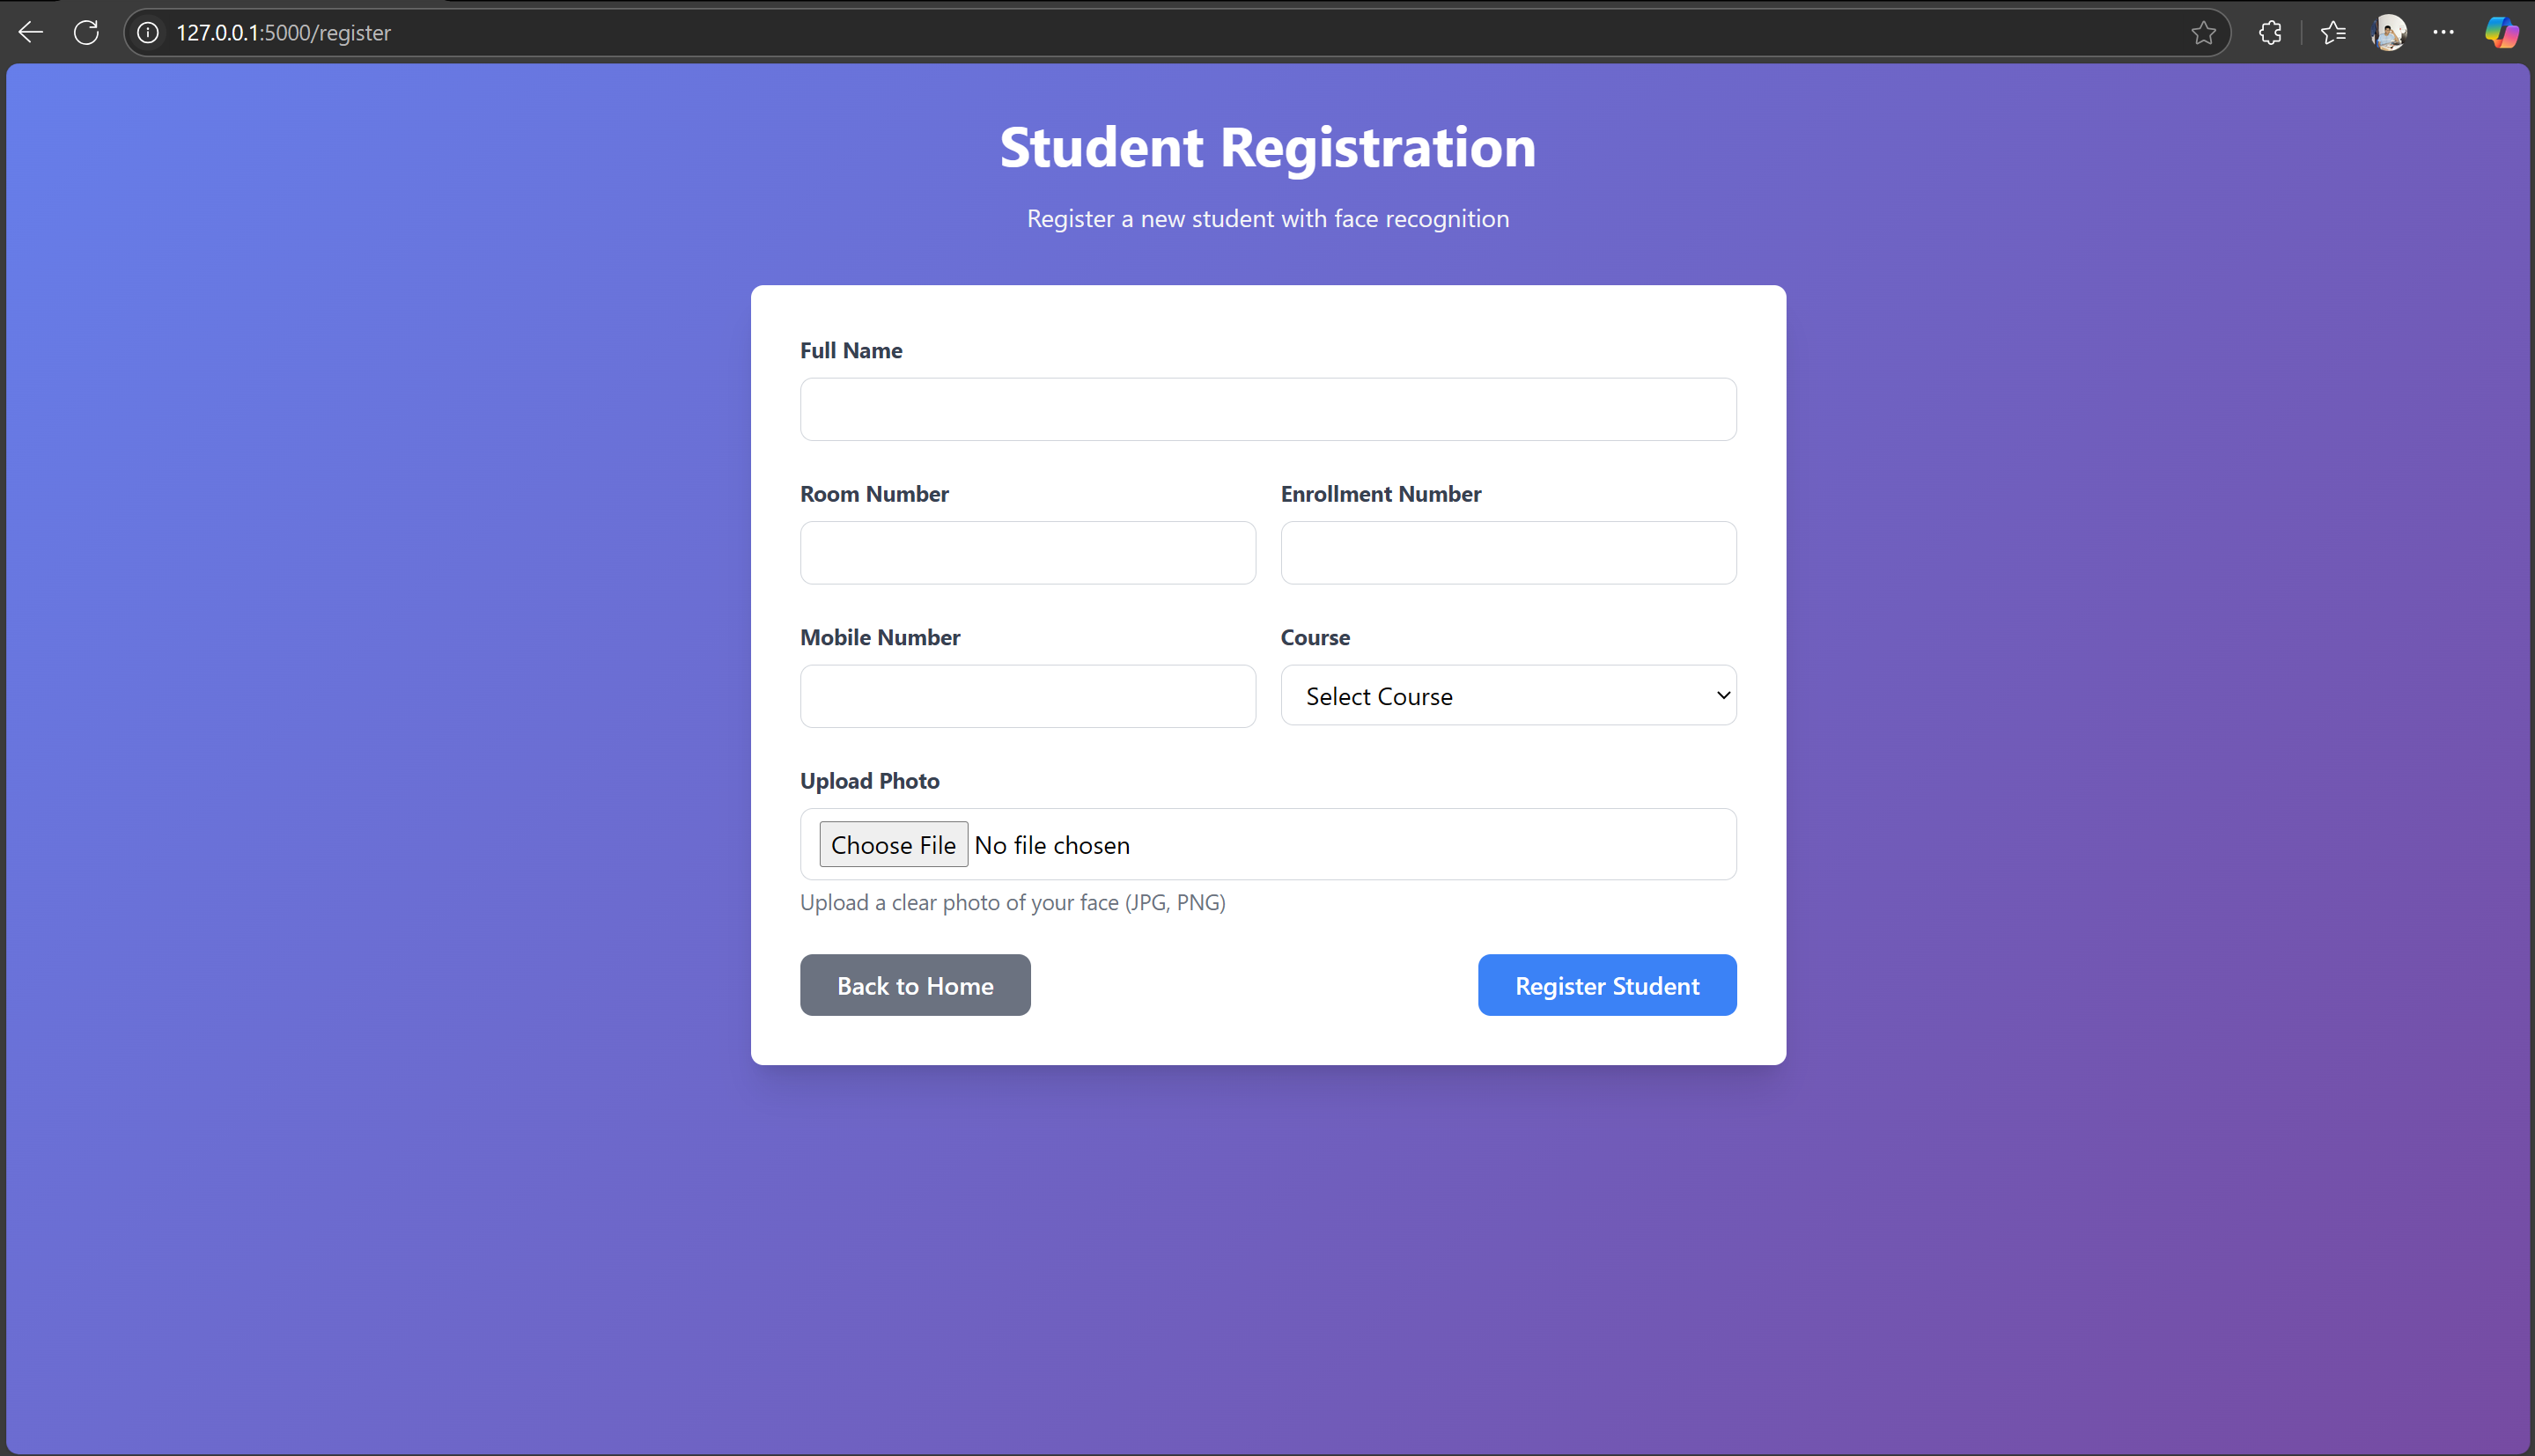 127.0.0.1:5000/register
Student Registration
Register a new student with face recognition
Full Name
Room Number Enrollment Number
Mobile Number Course
Select Course
Upload Photo
Choose File No file chosen
Upload a clear photo of your face (JPG, PNG)
Back to Home Register Student